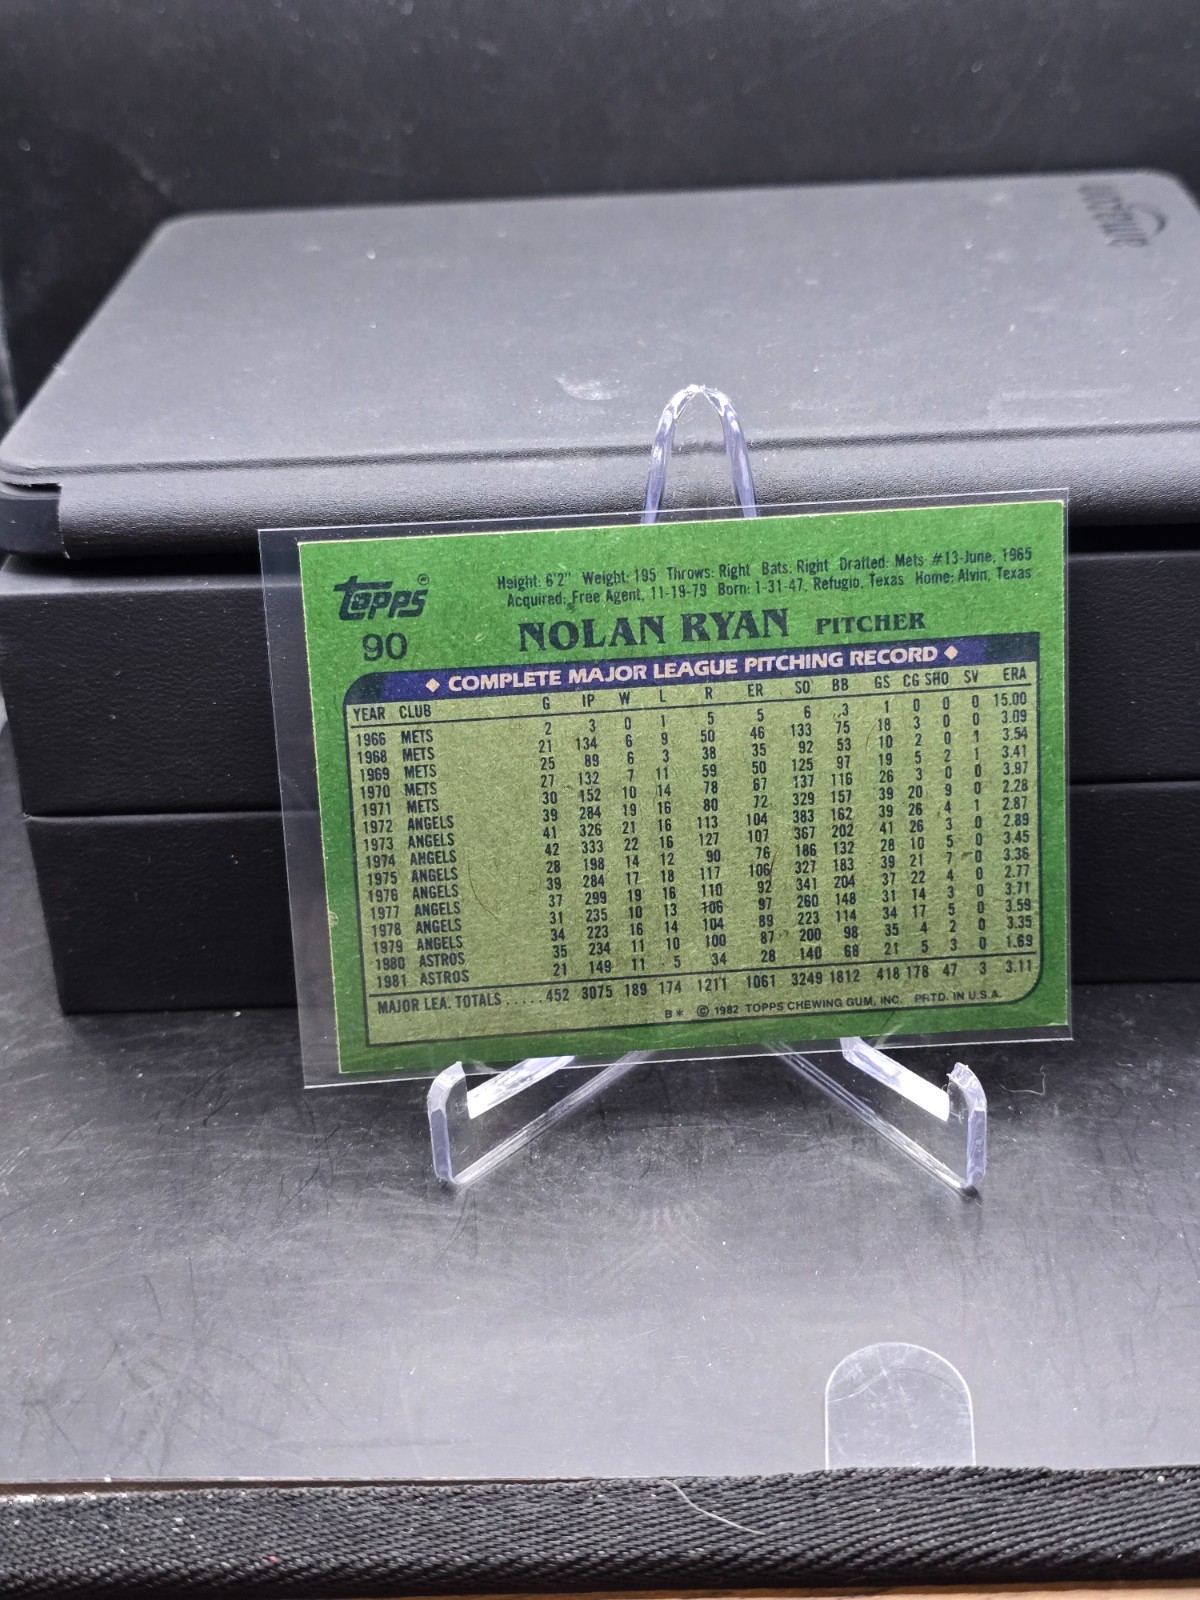 amazon
Topps®
90
Height: 6'2" Weight: 195 Throws: Right Bats: Right Drafted: Mets #13-June, 1965
Acquired: Free Agent, 11-19-79 Born: 1-31-47, Refugio, Texas Home: Alvin, Texas
NOLAN RYAN PITCHER
◆ COMPLETE MAJOR LEAGUE PITCHING RECORD ◆
YEAR CLUB G IP W L R ER SO BB GS CG SHO SV ERA
1966 METS 2 3 0 1 5 5 6 3 1 0 0 0 15.00
1968 METS 21 134 6 9 50 46 133 75 18 3 0 0 3.09
1969 METS 25 89 6 3 38 35 92 53 10 2 0 1 3.54
1970 METS 27 132 7 11 59 50 125 97 19 5 2 1 3.41
1971 METS 30 152 10 14 78 67 137 116 26 3 0 0 3.97
1972 ANGELS 39 284 19 16 80 72 329 157 39 20 9 0 2.28
1973 ANGELS 41 326 21 16 113 104 383 162 39 26 4 1 2.87
1974 ANGELS 42 333 22 16 127 107 367 202 41 26 3 0 2.89
1975 ANGELS 28 198 14 12 90 76 186 132 28 10 5 0 3.45
1976 ANGELS 39 284 17 18 117 106 327 183 39 21 7 0 3.36
1977 ANGELS 37 299 19 16 110 92 341 204 37 22 4 0 2.77
1978 ANGELS 31 235 10 13 106 97 260 148 31 14 3 0 3.71
1979 ANGELS 34 223 16 14 104 89 223 114 34 17 5 0 3.59
1980 ASTROS 35 234 11 10 100 87 200 98 35 4 2 0 3.35
1981 ASTROS 21 149 11 5 34 28 140 68 21 5 3 0 1.69
MAJOR LEA. TOTALS.....452 3075 189 174 1211 1061 3249 1812 418 178 47 3 3.11
B* © 1982 TOPPS CHEWING GUM, INC. PRTD. IN U.S.A.